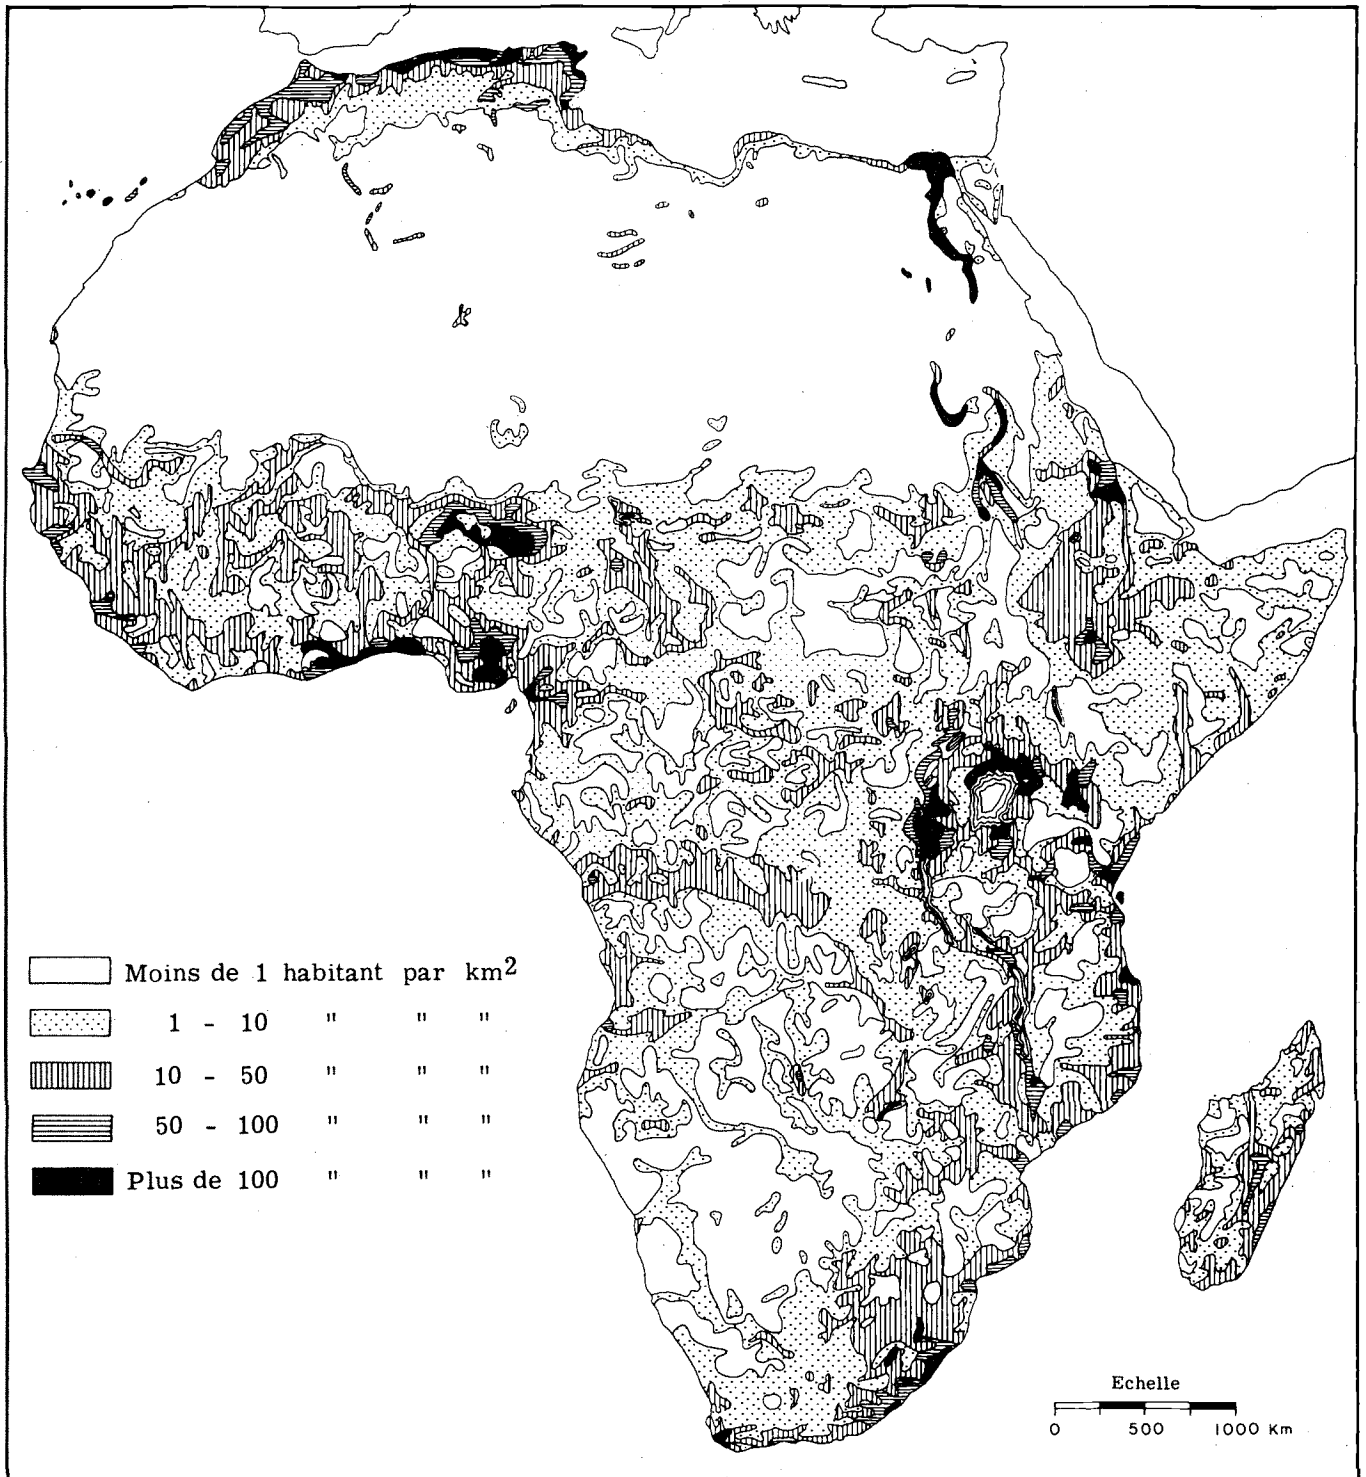 Moins de 1 habitant par km²
1 - 10 " " "
10 - 50 " " "
50 - 100 " " "
Plus de 100 " " "
Echelle
0 500 1000 Km